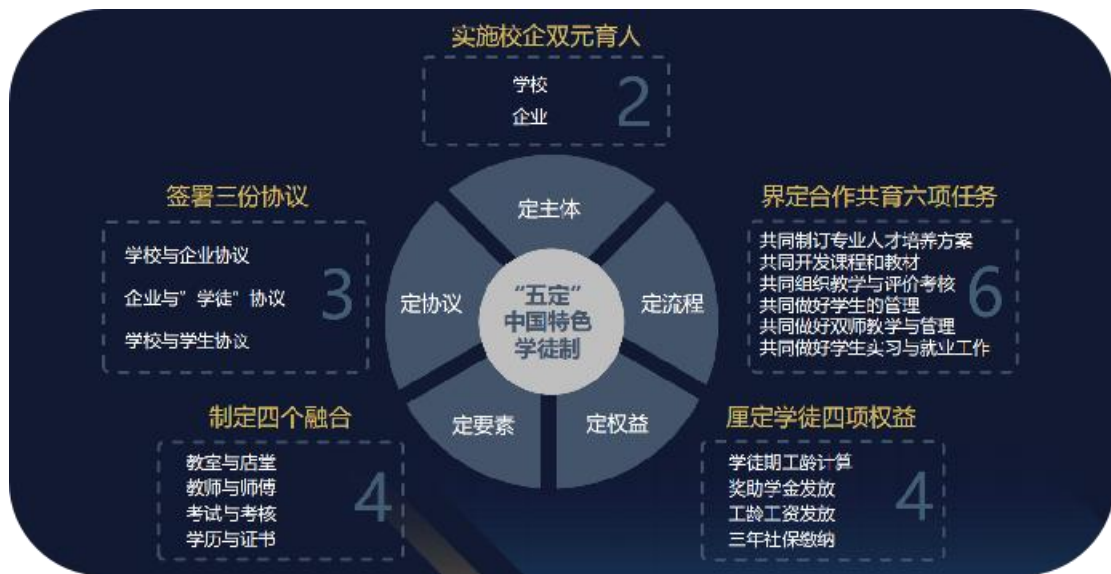 实施校企双元育人
学校
企业
2
签署三份协议
学校与企业协议
企业与”学徒”协议
学校与学生协议
3
界定合作共育六项任务
共同制订专业人才培养方案
共同开发课程和教材
共同组织教学与评价考核
共同做好学生的管理
共同做好双师教学与管理
共同做好学生实习与就业工作
6
定主体
定协议
定流程
“五定”
中国特色
学徒制
定要素
定权益
制定四个融合
教室与店堂
教师与师傅
考试与考核
学历与证书
4
厘定学徒四项权益
学徒期工龄计算
奖助学金发放
工龄工资发放
三年社保缴纳
4